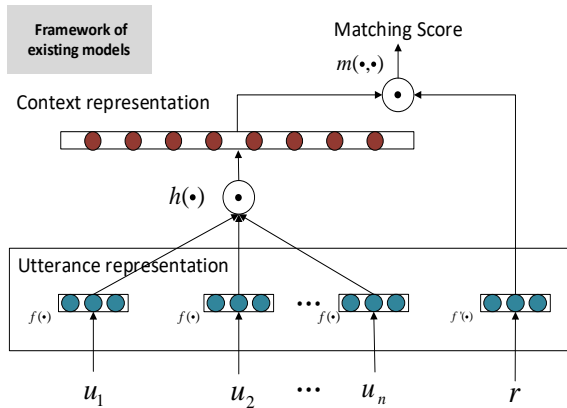 Framework of
existing models
Matching Score
m(•,•)
Context representation
h(•)
Utterance representation
f(•) f(•) ••• f(•) f'(•)
u₁ u₂ ••• uₙ r